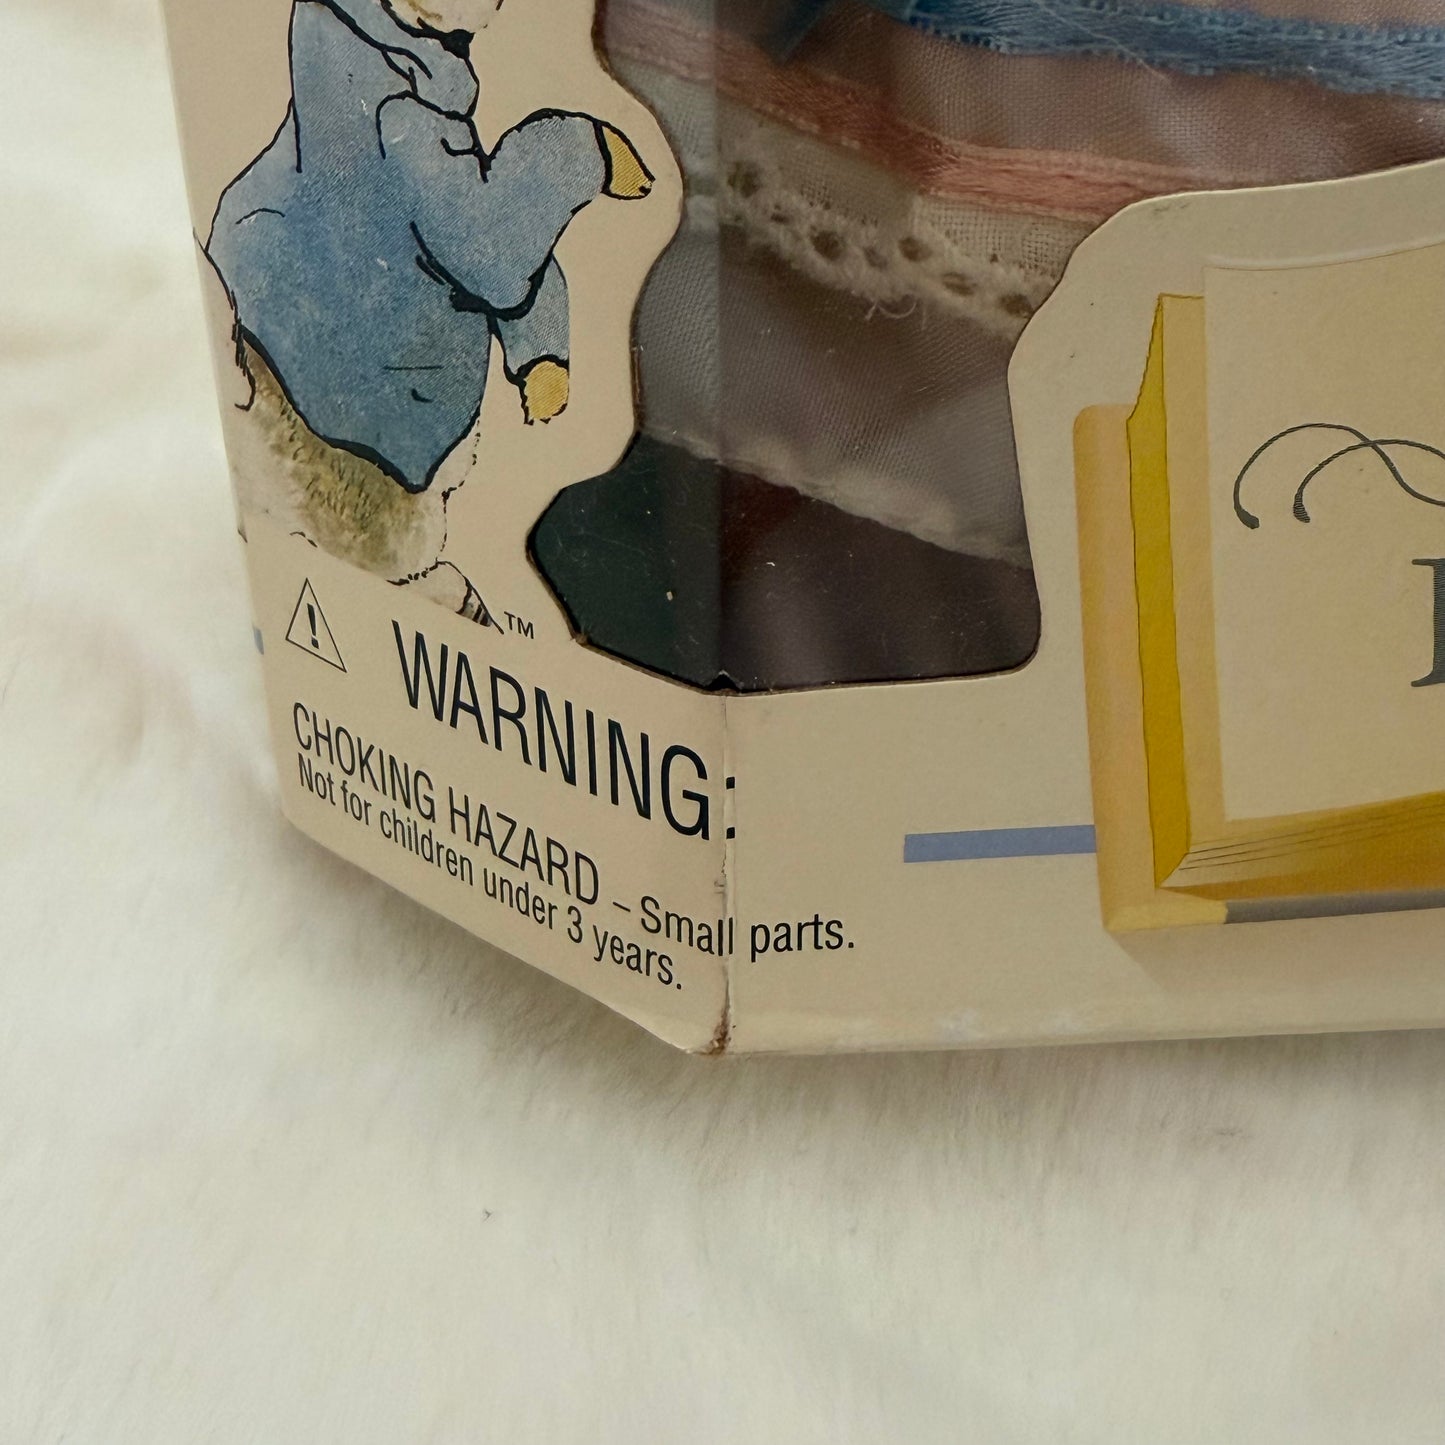 ™
WARNING:
CHOKING HAZARD – Small parts.
Not for children under 3 years.